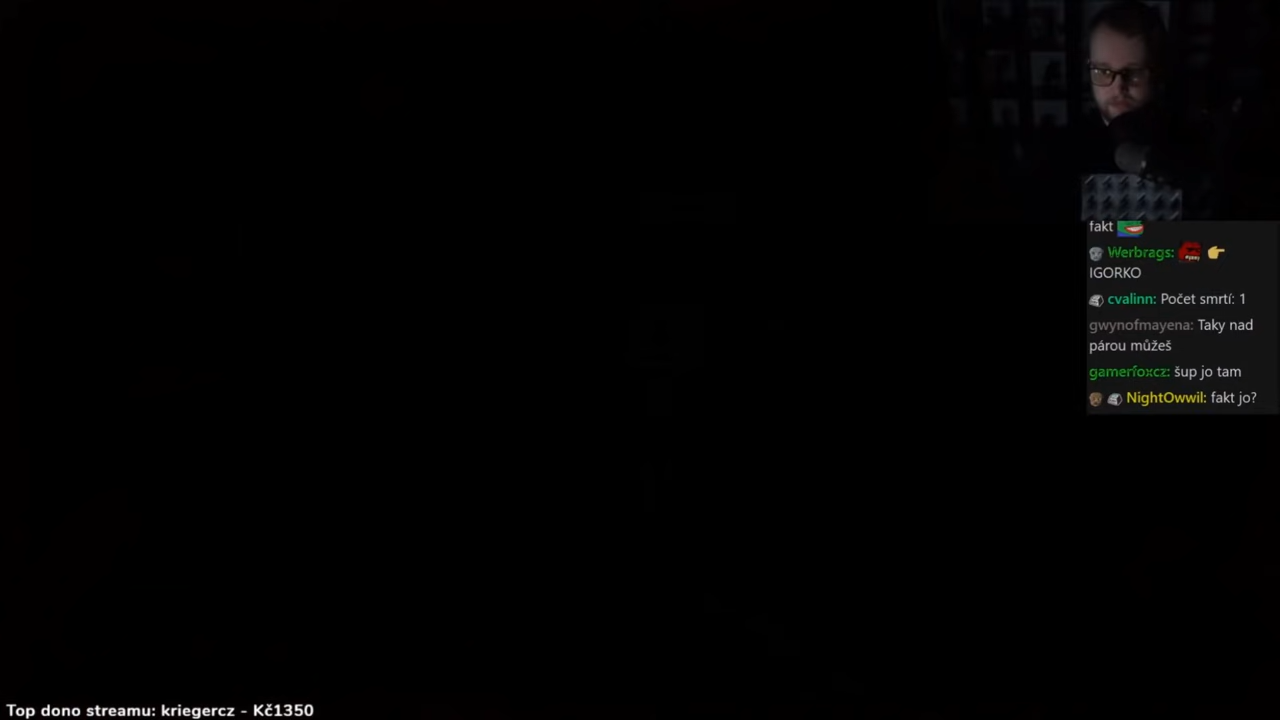 fakt
Werbrags:
IGORKO
cvalinn: Počet smrtí: 1
gwynofmayena: Taky nad
párou můžeš
gamerfoxcz: šup jo tam
NightOwwil: fakt jo?
Top dono streamu: kriegercz - Kč1350